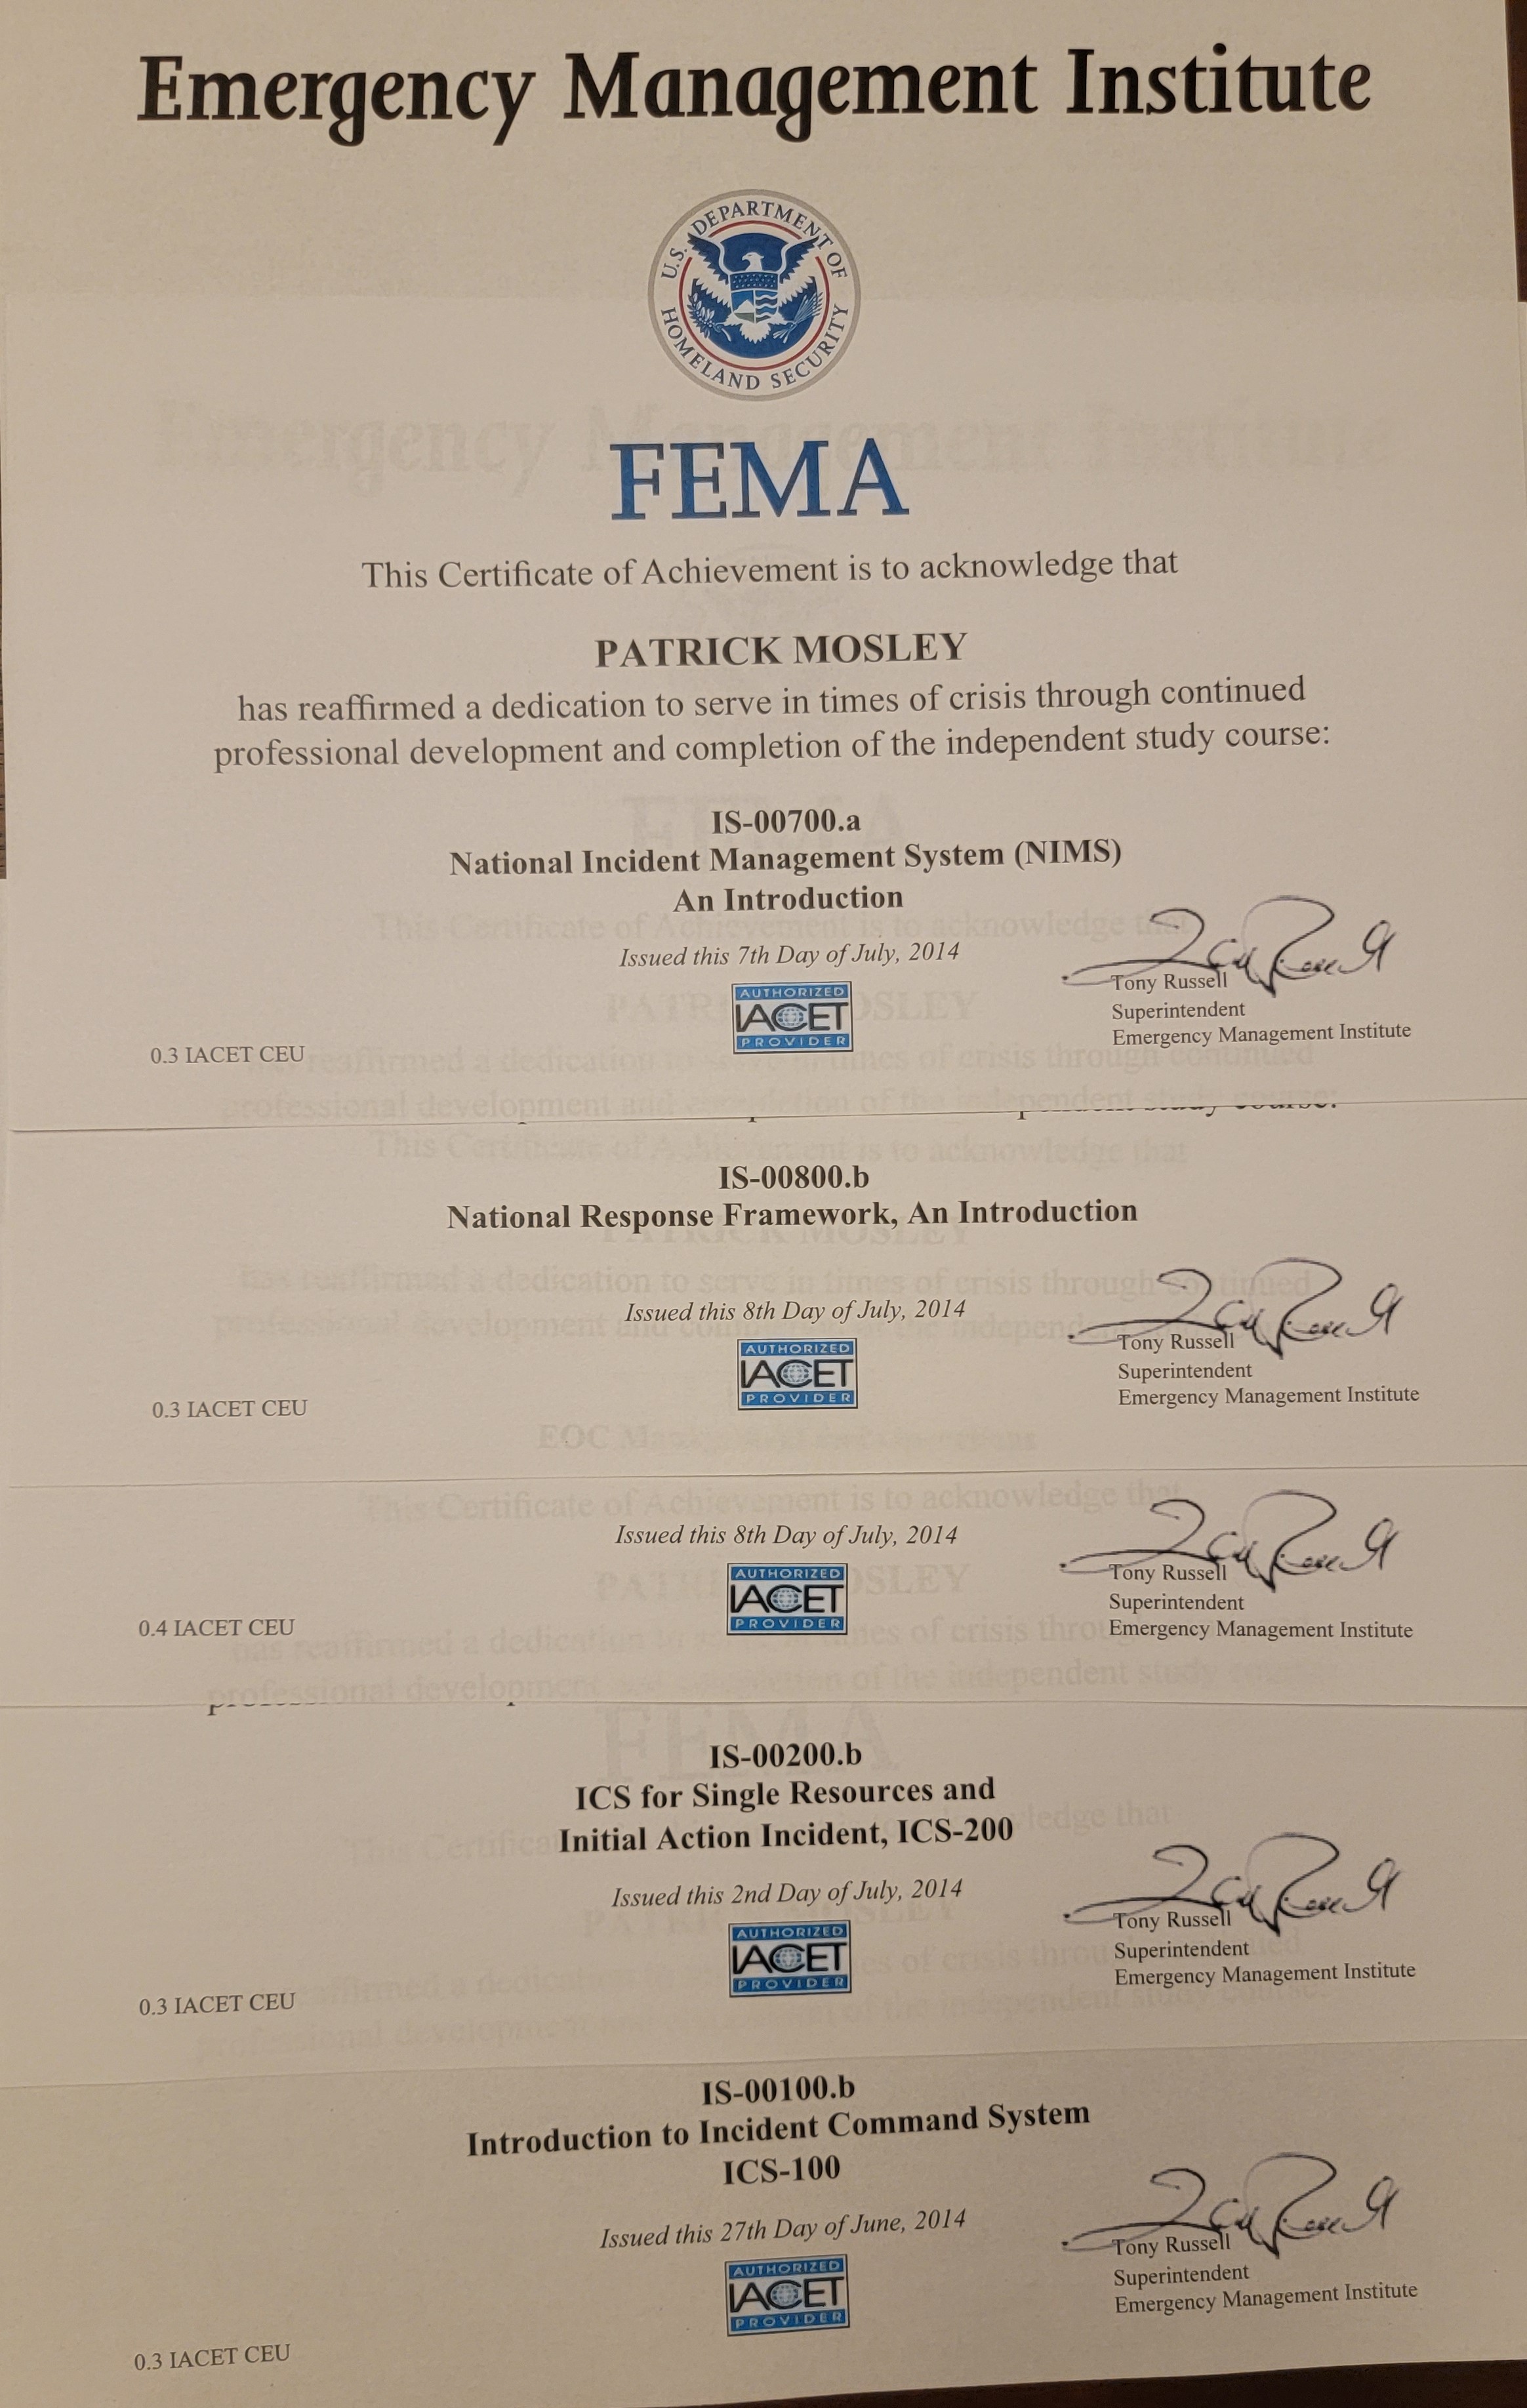 Emergency Management Institute
U.S. DEPARTMENT OF
HOMELAND SECURITY
FEMA
This Certificate of Achievement is to acknowledge that
PATRICK MOSLEY
has reaffirmed a dedication to serve in times of crisis through continued
professional development and completion of the independent study course:
IS-00700.a
National Incident Management System (NIMS)
An Introduction
Issued this 7th Day of July, 2014
AUTHORIZED
IACET
PROVIDER
Tony Russell
Superintendent
Emergency Management Institute
0.3 IACET CEU
IS-00800.b
National Response Framework, An Introduction
Issued this 8th Day of July, 2014
AUTHORIZED
IACET
PROVIDER
Tony Russell
Superintendent
Emergency Management Institute
0.3 IACET CEU
Issued this 8th Day of July, 2014
AUTHORIZED
IACET
PROVIDER
Tony Russell
Superintendent
Emergency Management Institute
0.4 IACET CEU
IS-00200.b
ICS for Single Resources and
Initial Action Incident, ICS-200
Issued this 2nd Day of July, 2014
AUTHORIZED
IACET
PROVIDER
Tony Russell
Superintendent
Emergency Management Institute
0.3 IACET CEU
IS-00100.b
Introduction to Incident Command System
ICS-100
Issued this 27th Day of June, 2014
AUTHORIZED
IACET
PROVIDER
Tony Russell
Superintendent
Emergency Management Institute
0.3 IACET CEU